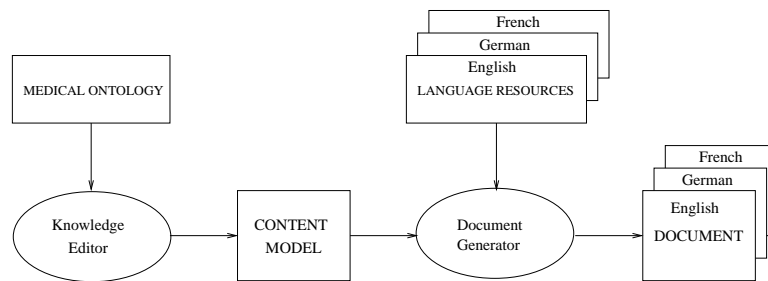 French
German
English
LANGUAGE RESOURCES
MEDICAL ONTOLOGY
French
German
English
DOCUMENT
Knowledge
Editor
CONTENT
MODEL
Document
Generator